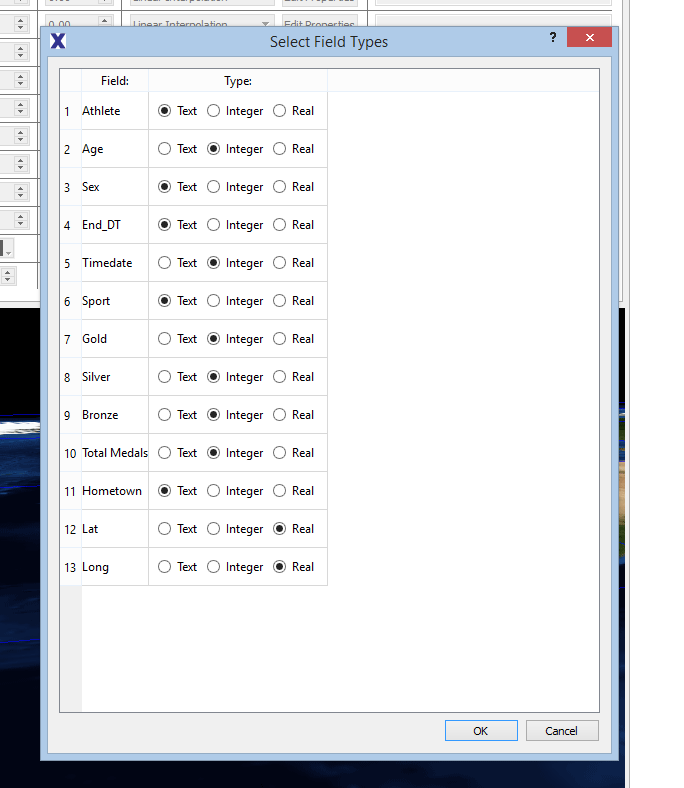 Linear Interpolation Edit Properties
0.00 Linear Interpolation Edit Properties
X Select Field Types ?
Field: Type:
1 Athlete Text Integer Real
2 Age Text Integer Real
3 Sex Text Integer Real
4 End_DT Text Integer Real
5 Timedate Text Integer Real
6 Sport Text Integer Real
7 Gold Text Integer Real
8 Silver Text Integer Real
9 Bronze Text Integer Real
10 Total Medals Text Integer Real
11 Hometown Text Integer Real
12 Lat Text Integer Real
13 Long Text Integer Real
OK Cancel